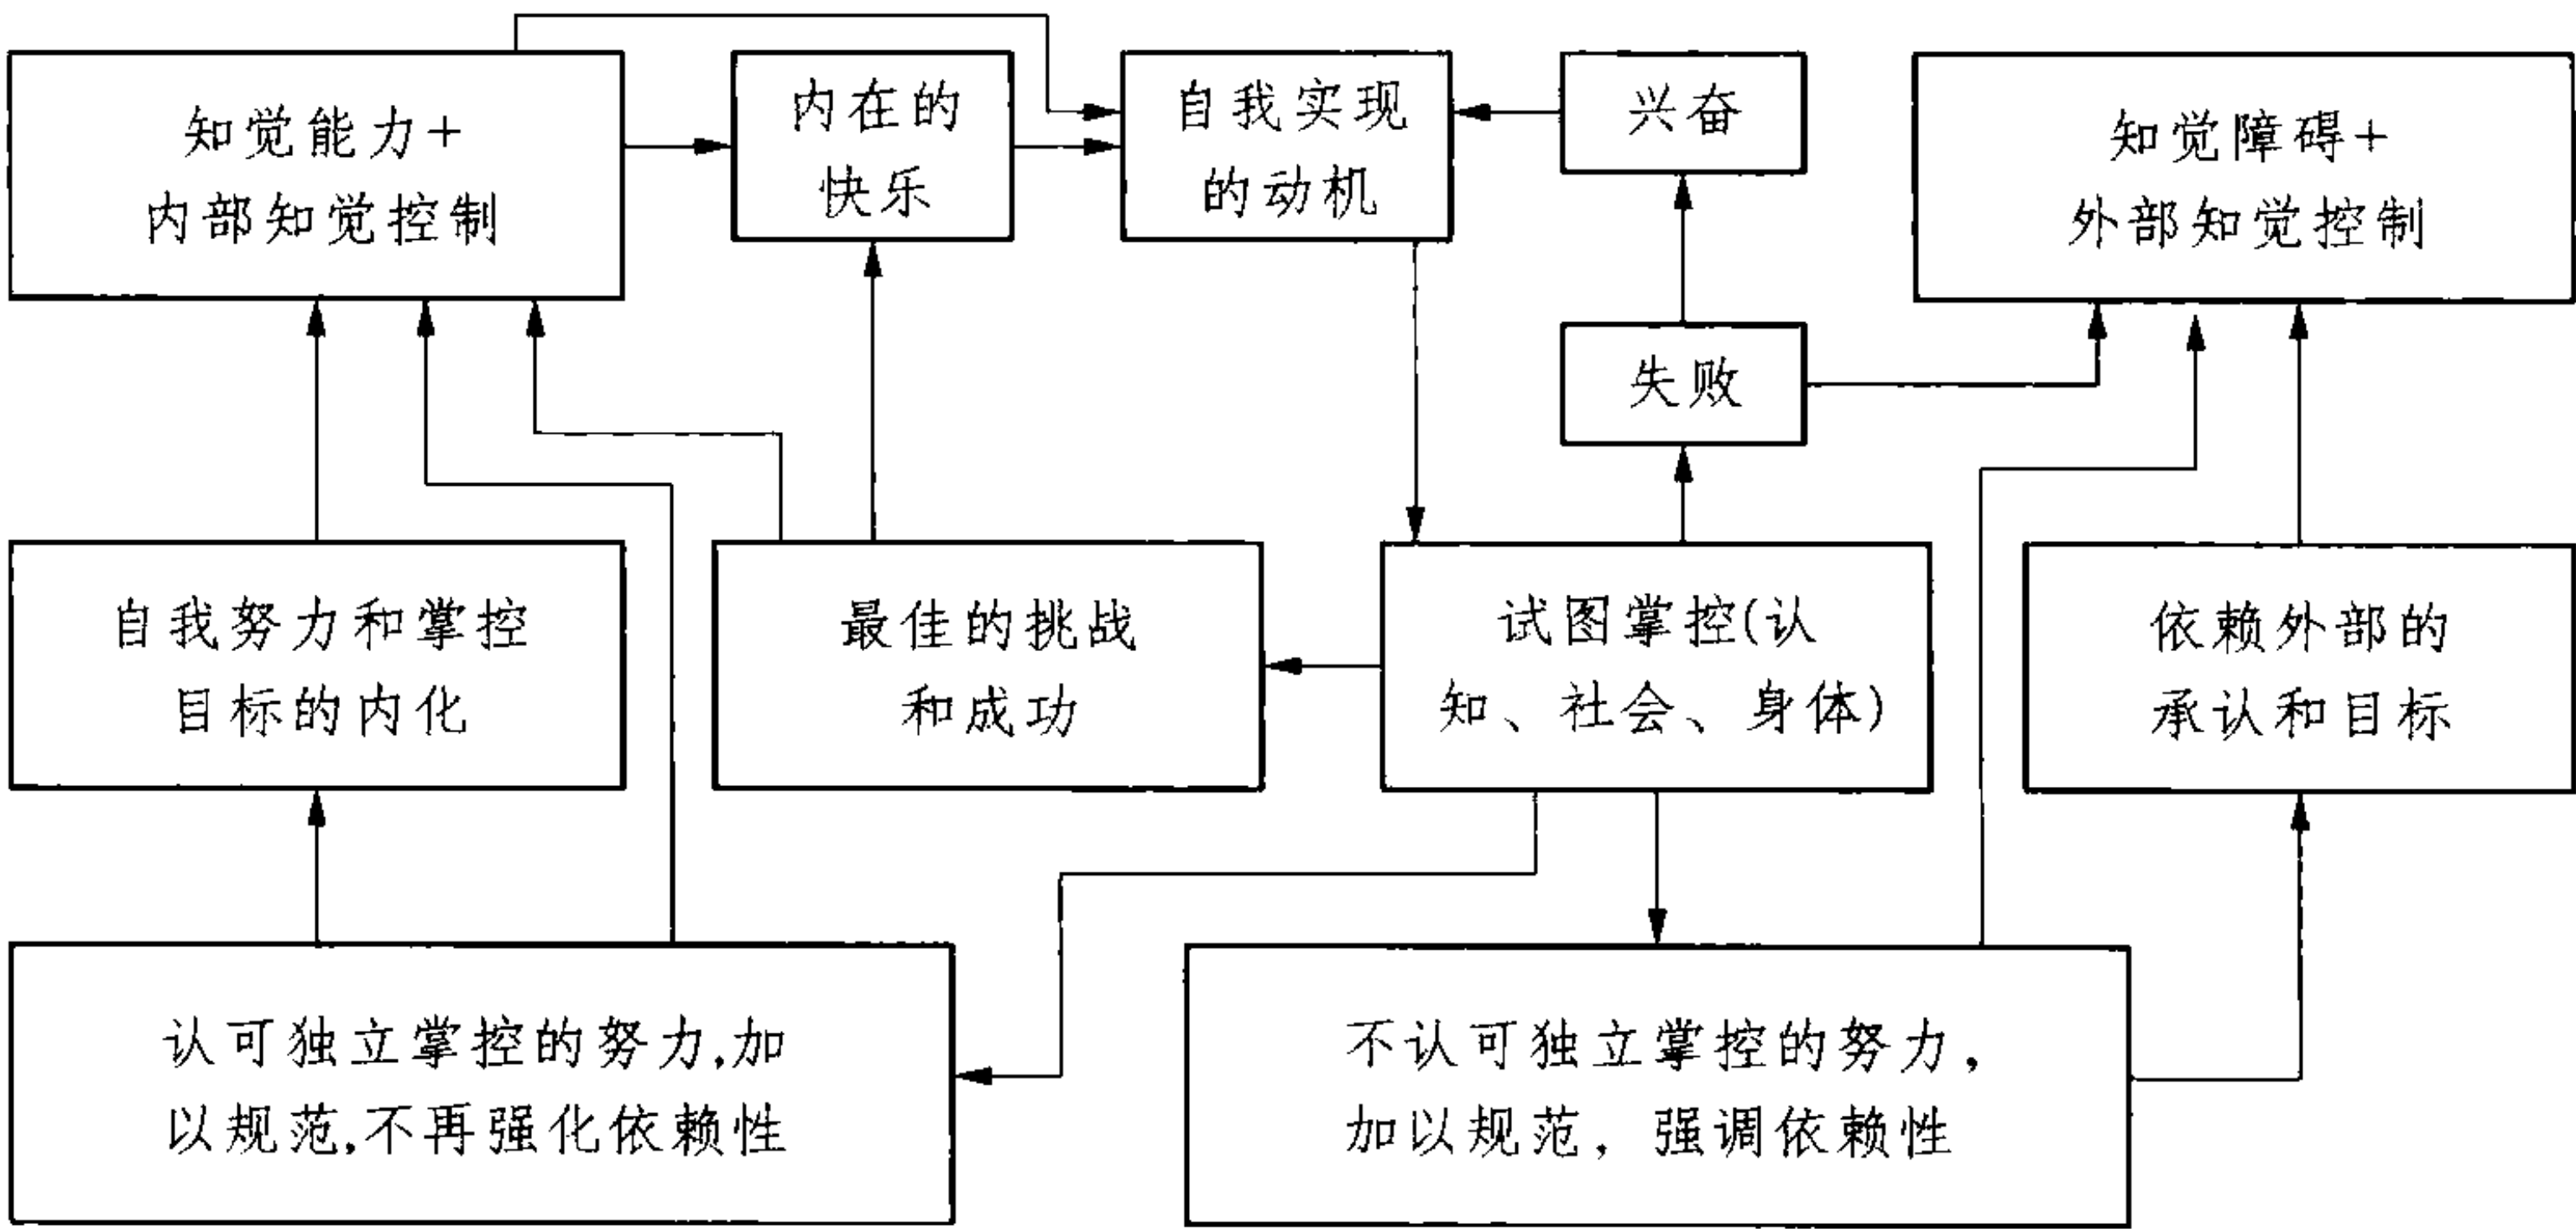 知觉能力+
内部知觉控制
内在的
快乐
自我实现
的动机
兴奋
知觉障碍+
外部知觉控制
失败
自我努力和掌控
目标的内化
最佳的挑战
和成功
试图掌控(认
知、社会、身体)
依赖外部的
承认和目标
认可独立掌控的努力,加
以规范,不再强化依赖性
不认可独立掌控的努力，
加以规范，强调依赖性